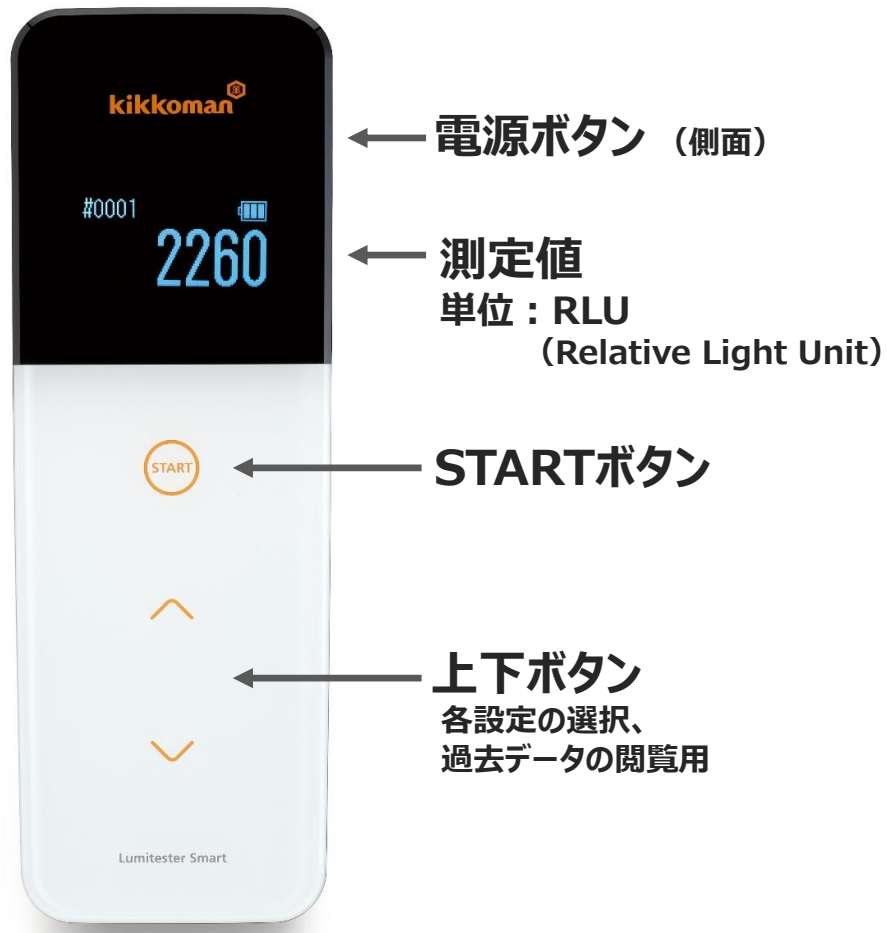 kikkoman
電源ボタン（側面）
#0001
2260
測定値
単位：RLU
（Relative Light Unit）
START
STARTボタン
上下ボタン
各設定の選択、
過去データの閲覧用
Lumitester Smart